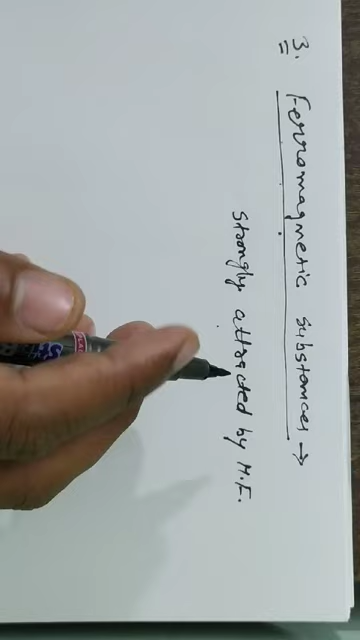 3. Ferromagnetic substances →
Strongly attracted by M.F.